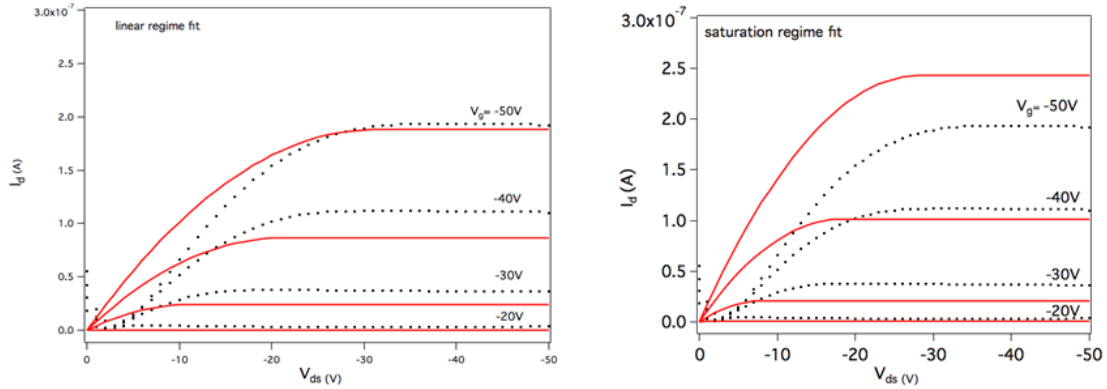 3.0x10⁻⁷
linear regime fit
2.5
V_g= -50V
2.0
1.5
-40V
1.0
-30V
0.5
-20V
0.0
0 -10 -20 -30 -40 -50
V_ds (V)
I_d (A)
3.0x10⁻⁷
saturation regime fit
2.5
V_g= -50V
2.0
1.5
-40V
1.0
-30V
0.5
-20V
0.0
0 -10 -20 -30 -40 -50
V_ds (V)
I_d (A)